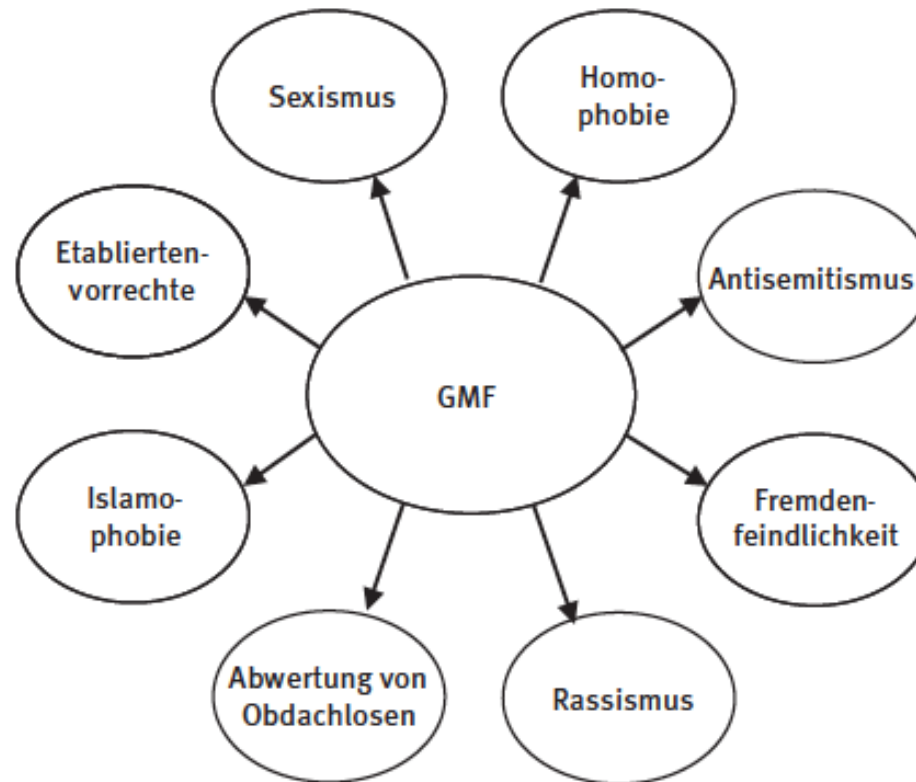 Sexismus
Homo-
phobie
Etablierten-
vorrechte
Antisemitismus
GMF
Islamo-
phobie
Fremden-
feindlichkeit
Abwertung von
Obdachlosen
Rassismus